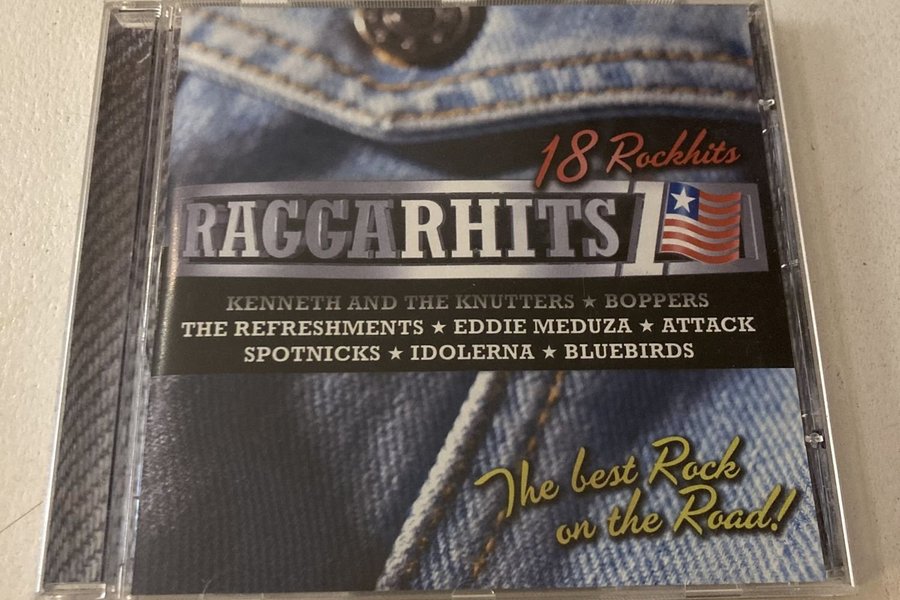 18 Rockhits
RAGGARHITS 1
KENNETH AND THE KNUTTERS ★ BOPPERS
THE REFRESHMENTS ★ EDDIE MEDUZA ★ ATTACK
SPOTNICKS ★ IDOLERNA ★ BLUEBIRDS
The best Rock
on the Road!